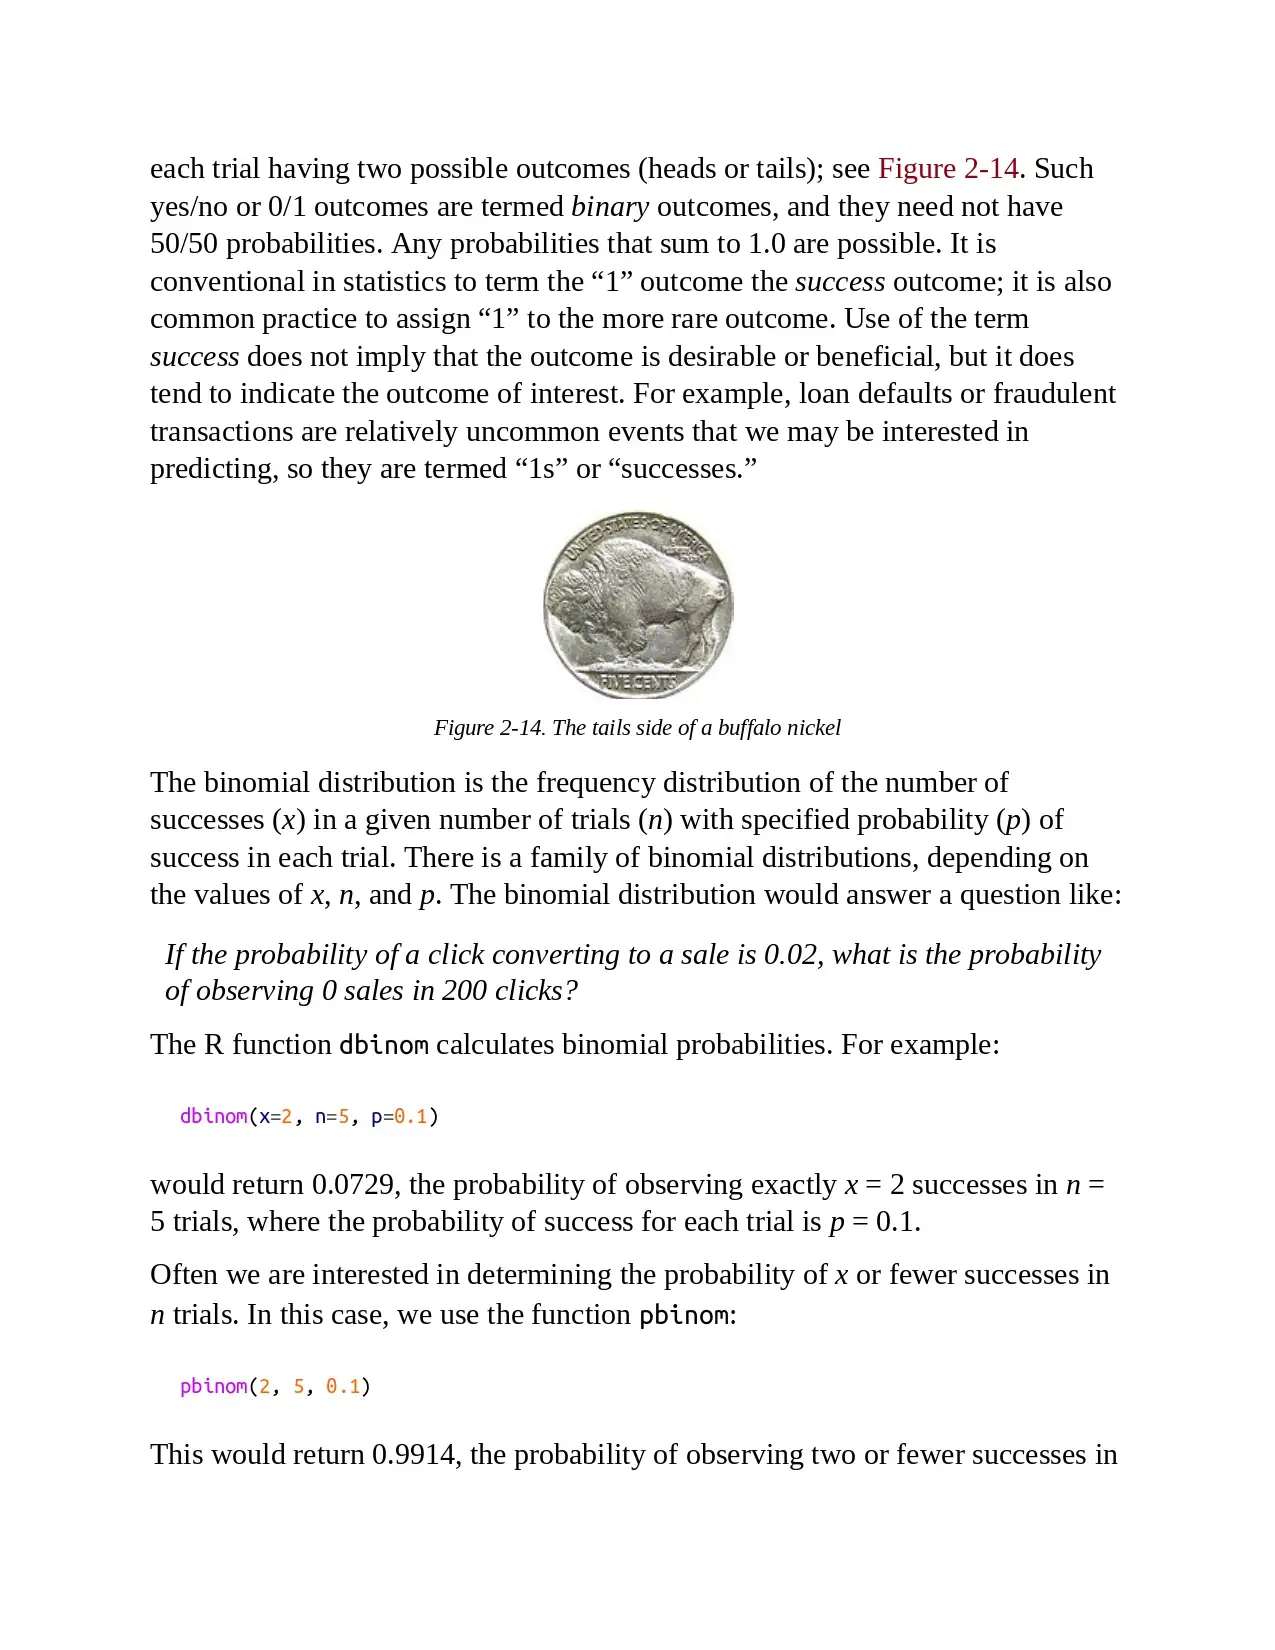 each trial having two possible outcomes (heads or tails); see Figure 2-14. Such
yes/no or 0/1 outcomes are termed binary outcomes, and they need not have
50/50 probabilities. Any probabilities that sum to 1.0 are possible. It is
conventional in statistics to term the “1” outcome the success outcome; it is also
common practice to assign “1” to the more rare outcome. Use of the term
success does not imply that the outcome is desirable or beneficial, but it does
tend to indicate the outcome of interest. For example, loan defaults or fraudulent
transactions are relatively uncommon events that we may be interested in
predicting, so they are termed “1s” or “successes.”
UNITED·STATES·OF·AMERICA
FIVE CENTS
Figure 2-14. The tails side of a buffalo nickel
The binomial distribution is the frequency distribution of the number of
successes (x) in a given number of trials (n) with specified probability (p) of
success in each trial. There is a family of binomial distributions, depending on
the values of x, n, and p. The binomial distribution would answer a question like:
If the probability of a click converting to a sale is 0.02, what is the probability
of observing 0 sales in 200 clicks?
The R function dbinom calculates binomial probabilities. For example:
dbinom(x=2, n=5, p=0.1)
would return 0.0729, the probability of observing exactly x = 2 successes in n =
5 trials, where the probability of success for each trial is p = 0.1.
Often we are interested in determining the probability of x or fewer successes in
n trials. In this case, we use the function pbinom:
pbinom(2, 5, 0.1)
This would return 0.9914, the probability of observing two or fewer successes in